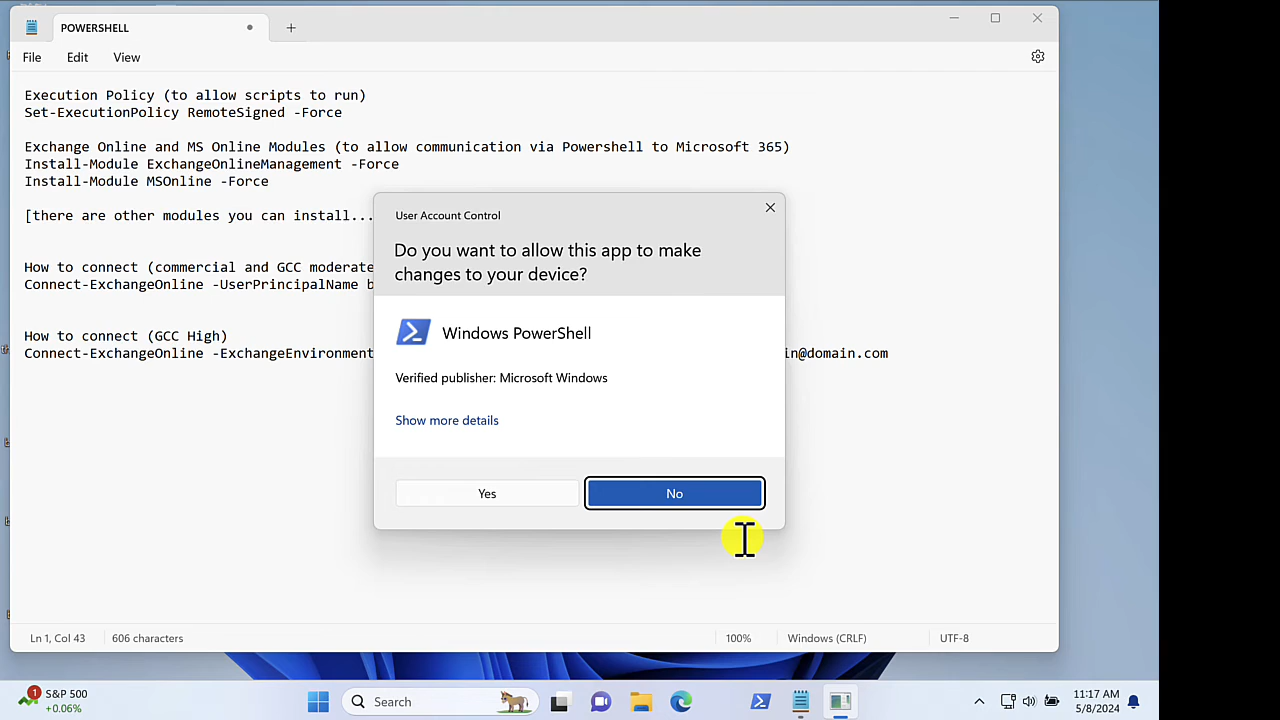 POWERSHELL
File Edit View
Execution Policy (to allow scripts to run)
Set-ExecutionPolicy RemoteSigned -Force
Exchange Online and MS Online Modules (to allow communication via Powershell to Microsoft 365)
Install-Module ExchangeOnlineManagement -Force
Install-Module MSOnline -Force
[there are other modules you can install...
How to connect (commercial and GCC moderate
Connect-ExchangeOnline -UserPrincipalName b
How to connect (GCC High)
Connect-ExchangeOnline -ExchangeEnvironment in@domain.com
User Account Control
Do you want to allow this app to make
changes to your device?
Windows PowerShell
Verified publisher: Microsoft Windows
Show more details
Yes No
Ln 1, Col 43 606 characters 100% Windows (CRLF) UTF-8
1 S&P 500
+0.06%
Search
11:17 AM
5/8/2024